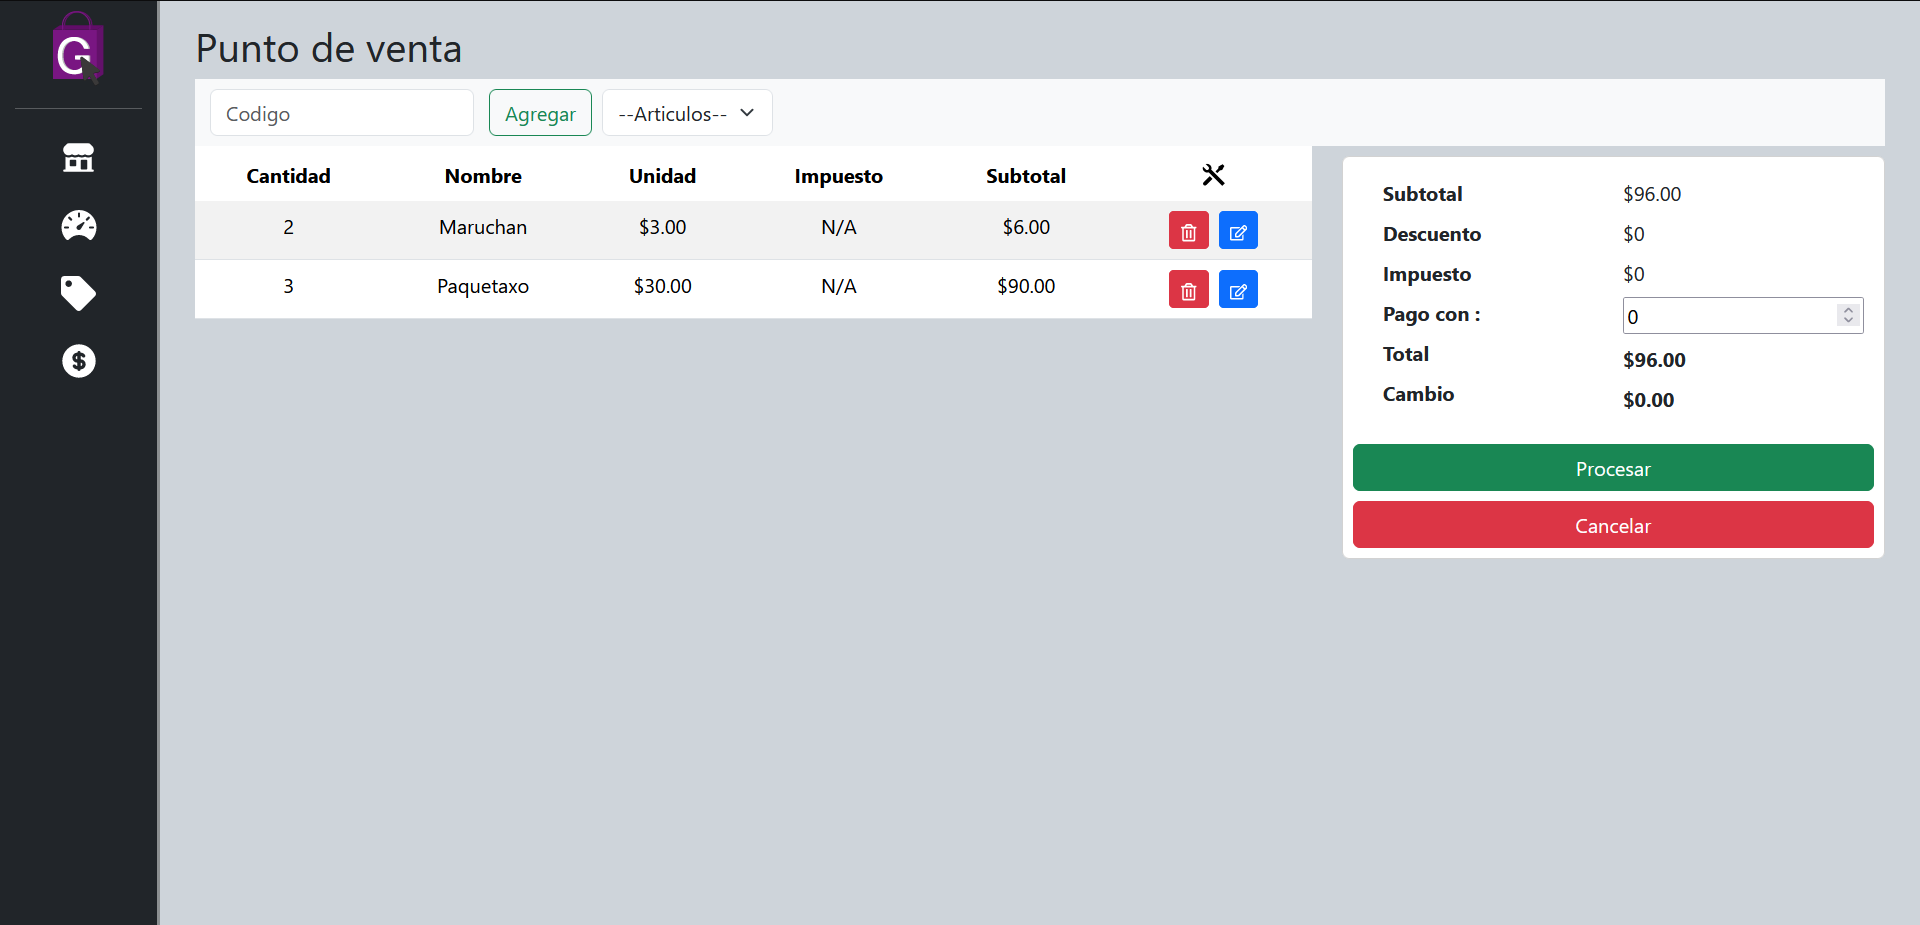 G
Punto de venta
Codigo Agregar --Articulos--
Cantidad Nombre Unidad Impuesto Subtotal
2 Maruchan $3.00 N/A $6.00
3 Paquetaxo $30.00 N/A $90.00
Subtotal $96.00
Descuento $0
Impuesto $0
Pago con : 0
Total $96.00
Cambio $0.00
Procesar
Cancelar
$